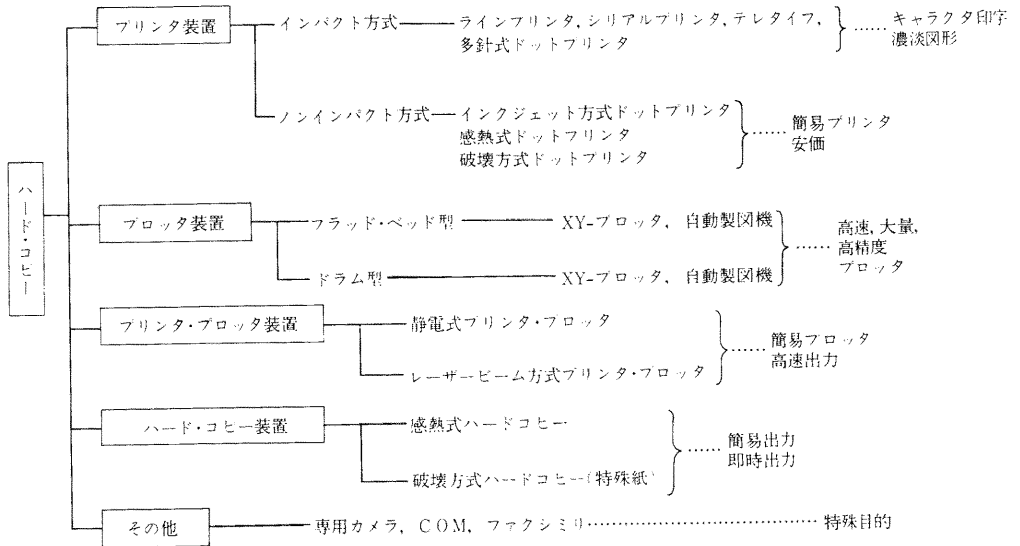 ハード・コピー
プリンタ装置
インパクト方式
ラインプリンタ, シリアルプリンタ, テレタイプ,
多針式ドットプリンタ
……
キャラクタ印字
濃淡図形
ノンインパクト方式
インクジェット方式ドットプリンタ
感熱式ドットプリンタ
破壊方式ドットプリンタ
……
簡易プリンタ
安価
プロッタ装置
フラッド・ベッド型
XY-プロッタ, 自動製図機
ドラム型
XY-プロッタ, 自動製図機
……
高速, 大量,
高精度
プロッタ
プリンタ・プロッタ装置
静電式プリンタ・プロッタ
レーザービーム方式プリンタ・プロッタ
……
簡易プロッタ
高速出力
ハード・コピー装置
感熱式ハードコピー
破壊方式ハードコピー(特殊紙)
……
簡易出力
即時出力
その他
専用カメラ, COM, ファクシミリ……………………特殊目的